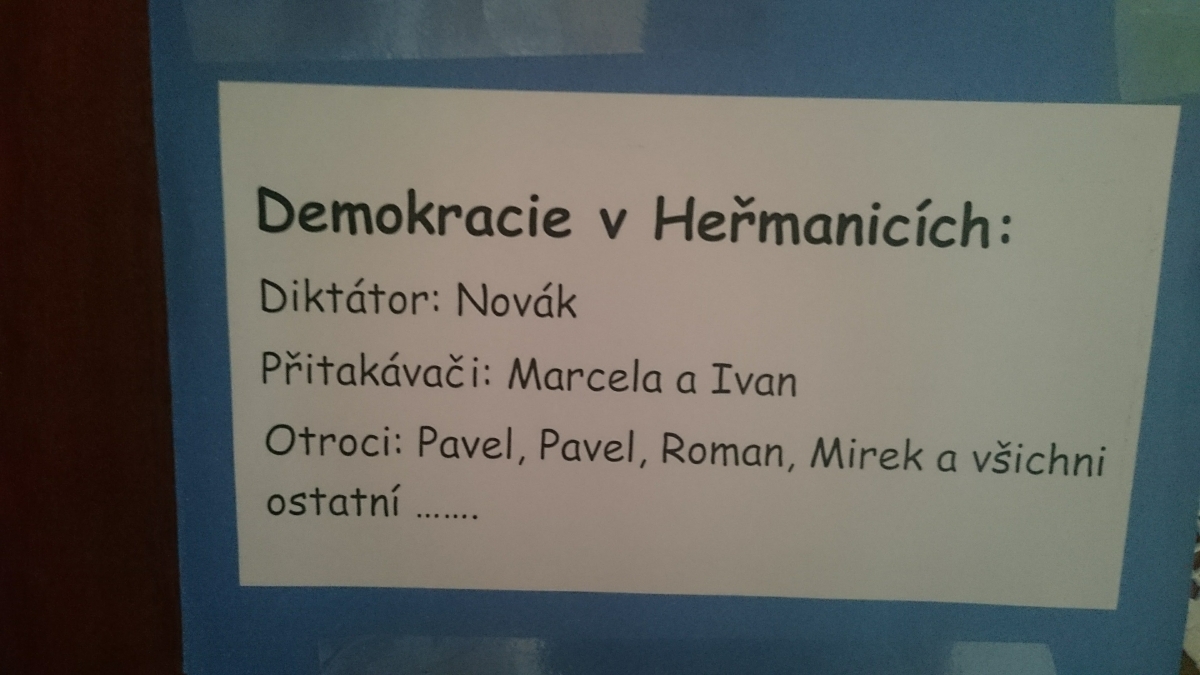 Demokracie v Heřmanicích:
Diktátor: Novák
Přitakávači: Marcela a Ivan
Otroci: Pavel, Pavel, Roman, Mirek a všichni
ostatní .......